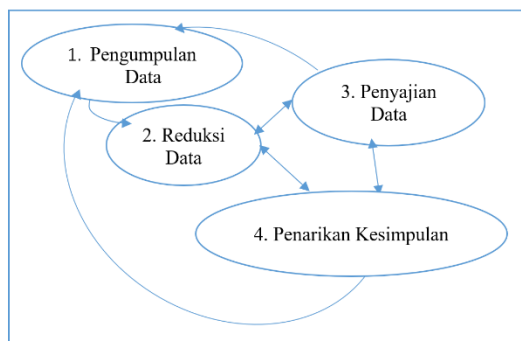 1. Pengumpulan
Data
2. Reduksi
Data
3. Penyajian
Data
4. Penarikan Kesimpulan